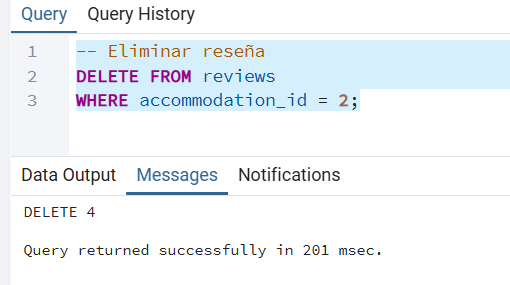 Query Query History
1 -- Eliminar reseña
2 DELETE FROM reviews
3 WHERE accommodation_id = 2;
Data Output Messages Notifications
DELETE 4
Query returned successfully in 201 msec.